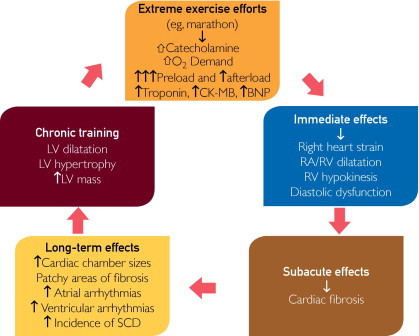 Extreme exercise efforts
(eg, marathon)
↓
⇧Catecholamine
⇧O₂ Demand
↑↑↑Preload and ↑afterload
↑Troponin, ↑CK-MB, ↑BNP
Immediate effects
↓
Right heart strain
RA/RV dilatation
RV hypokinesis
Diastolic dysfunction
Subacute effects
↓
Cardiac fibrosis
Long-term effects
↑Cardiac chamber sizes
Patchy areas of fibrosis
↑ Atrial arrhythmias
↑ Ventricular arrhythmias
↑ Incidence of SCD
Chronic training
LV dilatation
LV hypertrophy
↑LV mass